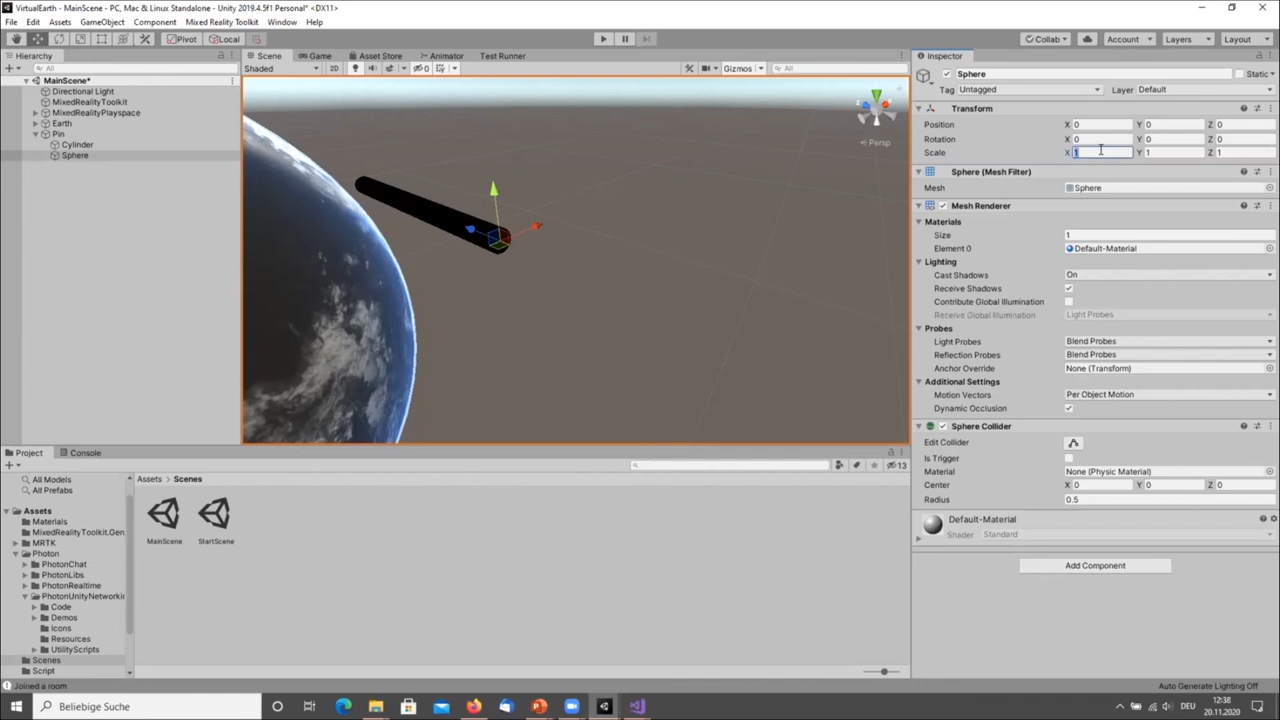 VirtualEarth - MainScene - PC, Mac & Linux Standalone - Unity 2019.4.5f1 Personal* <DX11>
File Edit Assets GameObject Component Mixed Reality Toolkit Window Help
Pivot Local Collab Account Layers Layout
Hierarchy
All
MainScene*
Directional Light
MixedRealityToolkit
MixedRealityPlayspace
Earth
Pin
Cylinder
Sphere
Scene Game Asset Store Animator Test Runner
Shaded 2D 0 Gizmos All
Persp
Inspector
Sphere Static
Tag Untagged Layer Default
Transform
Position X 0 Y 0 Z 0
Rotation X 0 Y 0 Z 0
Scale X 1 Y 1 Z 1
Sphere (Mesh Filter)
Mesh Sphere
Mesh Renderer
Materials
Size 1
Element 0 Default-Material
Lighting
Cast Shadows On
Receive Shadows
Contribute Global Illumination
Receive Global Illumination Light Probes
Probes
Light Probes Blend Probes
Reflection Probes Blend Probes
Anchor Override None (Transform)
Additional Settings
Motion Vectors Per Object Motion
Dynamic Occlusion
Sphere Collider
Edit Collider
Is Trigger
Material None (Physic Material)
Center X 0 Y 0 Z 0
Radius 0.5
Default-Material
Shader Standard
Add Component
Project Console
13
All Models
All Prefabs
Assets
Materials
MixedRealityToolkit.Gen
MRTK
Photon
PhotonChat
PhotonLibs
PhotonRealtime
PhotonUnityNetworkin
Code
Demos
Icons
Resources
UtilityScripts
Scenes
Script
Assets Scenes
MainScene StartScene
Joined a room
Auto Generate Lighting Off
Beliebige Suche
DEU
12:38
20.11.2020